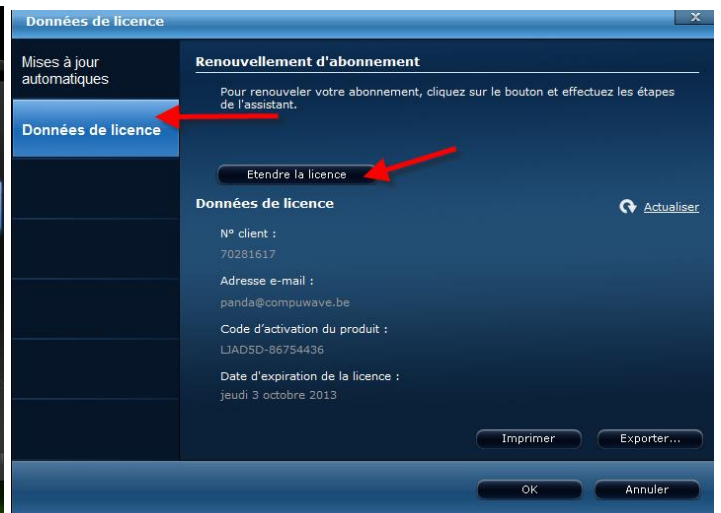 Données de licence
X
Mises à jour
automatiques
Données de licence
Renouvellement d'abonnement
Pour renouveler votre abonnement, cliquez sur le bouton et effectuez les étapes
de l'assistant.
Etendre la licence
Données de licence
Actualiser
N° client :
70281617
Adresse e-mail :
panda@compuwave.be
Code d'activation du produit :
LJAD5D-86754436
Date d'expiration de la licence :
jeudi 3 octobre 2013
Imprimer
Exporter...
OK
Annuler